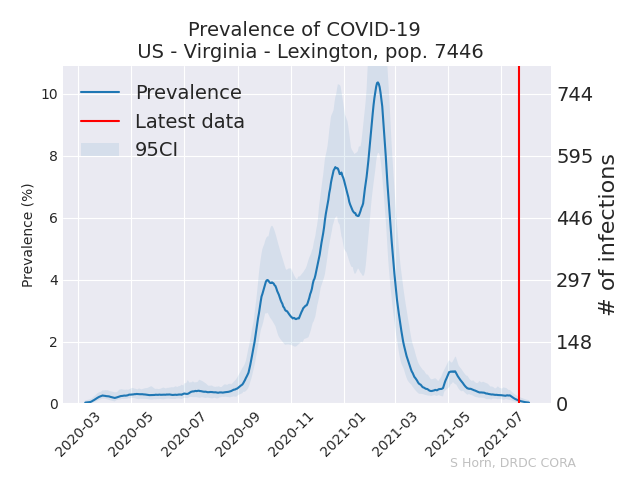 Prevalence of COVID-19
US - Virginia - Lexington, pop. 7446
Prevalence
Latest data
95CI
Prevalence (%)
10
8
6
4
2
0
# of infections
744
595
446
297
148
0
2020-03
2020-05
2020-07
2020-09
2020-11
2021-01
2021-03
2021-05
2021-07
S Horn, DRDC CORA